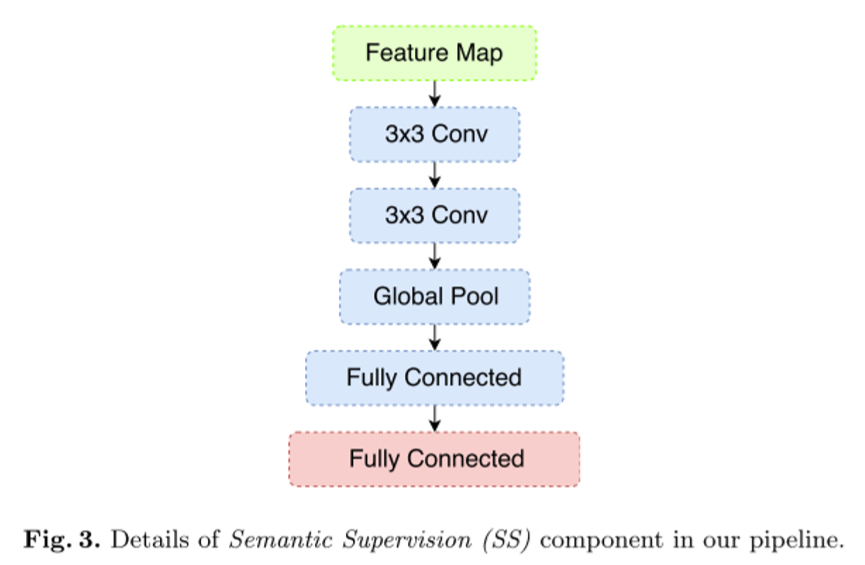 Feature Map
3x3 Conv
3x3 Conv
Global Pool
Fully Connected
Fully Connected
Fig. 3. Details of Semantic Supervision (SS) component in our pipeline.